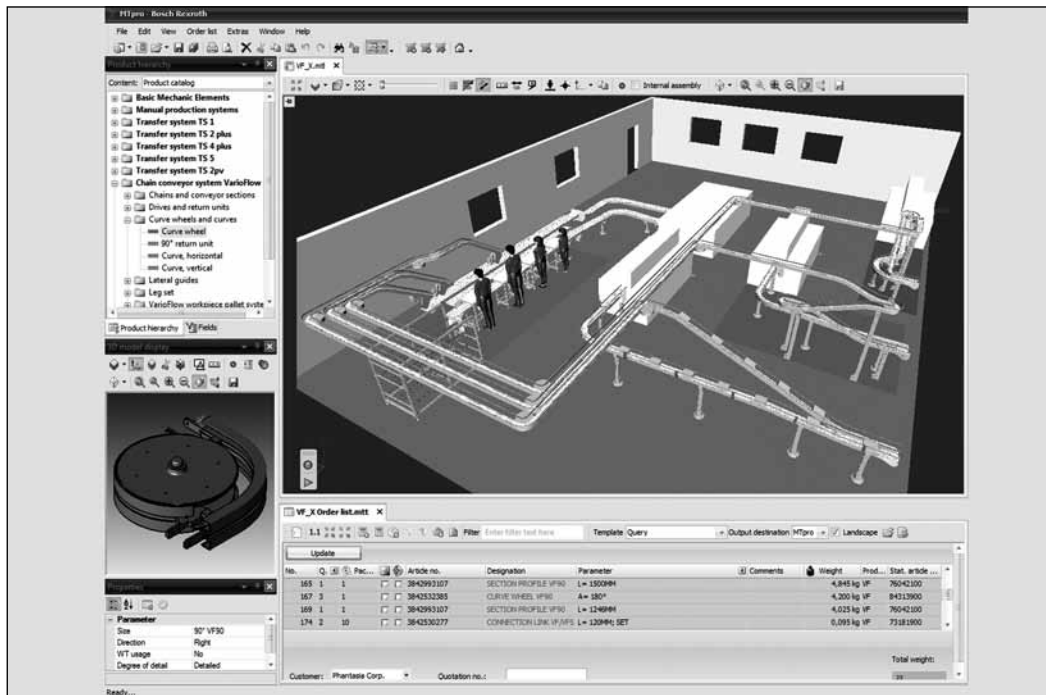 MTpro - Bosch Rexroth
File Edit View Order list Extras Window Help
Product hierarchy
Content: Product catalog
Basic Mechanic Elements
Manual production systems
Transfer system TS 1
Transfer system TS 2 plus
Transfer system TS 4 plus
Transfer system TS 5
Transfer system TS 2pv
Chain conveyor system VarioFlow
Chains and conveyor sections
Drives and return units
Curve wheels and curves
Curve wheel
90° return unit
Curve, horizontal
Curve, vertical
Lateral guides
Leg set
VarioFlow workpiece pallet syste
Product hierarchy Fields
3D model display
Properties
Parameter
Size 90° VF90
Direction Right
WT usage No
Degree of detail Detailed
Ready...
VF_X.mtl
Internal assembly
VF_X Order list.mtt
1.1 Filter Enter filter text here Template Query Output destination MTpro Landscape
Update
No. Q. Pac... Article no. Designation Parameter Comments Weight Prod... Stat. article ...
165 1 1 3842993107 SECTION PROFILE VF90 L= 1500MM 4,845 kg VF 76042100
167 3 1 3842532385 CURVE WHEEL VF90 A= 180° 4,200 kg VF 84313900
169 1 1 3842993107 SECTION PROFILE VF90 L= 1246MM 4,025 kg VF 76042100
174 2 10 3842530277 CONNECTION LINK VF/VFS L= 120MM; SET 0,095 kg VF 73181900
Total weight:
Customer: Phantasia Corp. Quotation no.: